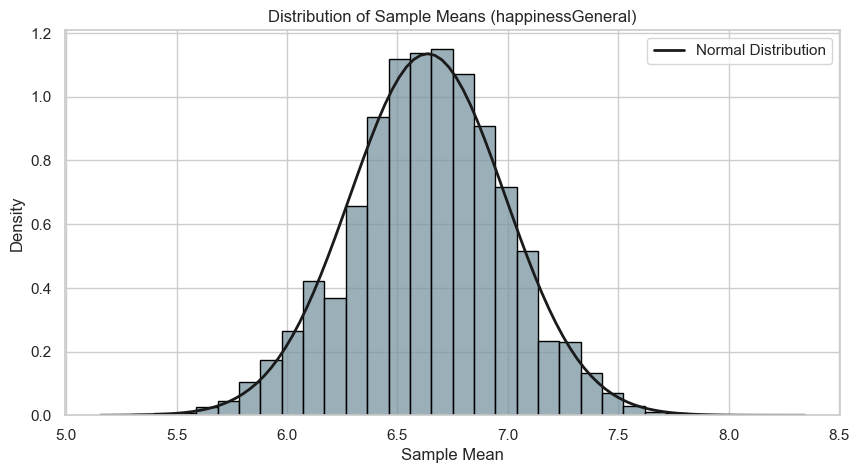 Distribution of Sample Means (happinessGeneral)
Normal Distribution
Density
1.2
1.0
0.8
0.6
0.4
0.2
0.0
5.0 5.5 6.0 6.5 7.0 7.5 8.0 8.5
Sample Mean